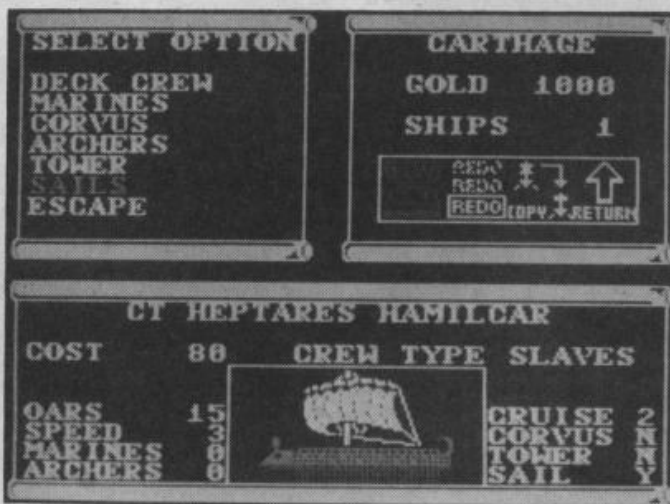 SELECT OPTION
DECK CREW
MARINES
CORVUS
ARCHERS
TOWER
SAILS
ESCAPE
CARTHAGE
GOLD 1000
SHIPS 1
REDO
REDO
REDO COPY RETURN
CT HEPTARES HAMILCAR
COST 80 CREW TYPE SLAVES
OARS 15
SPEED 3
MARINES 0
ARCHERS 0
CRUISE 2
CORVUS N
TOWER N
SAIL Y